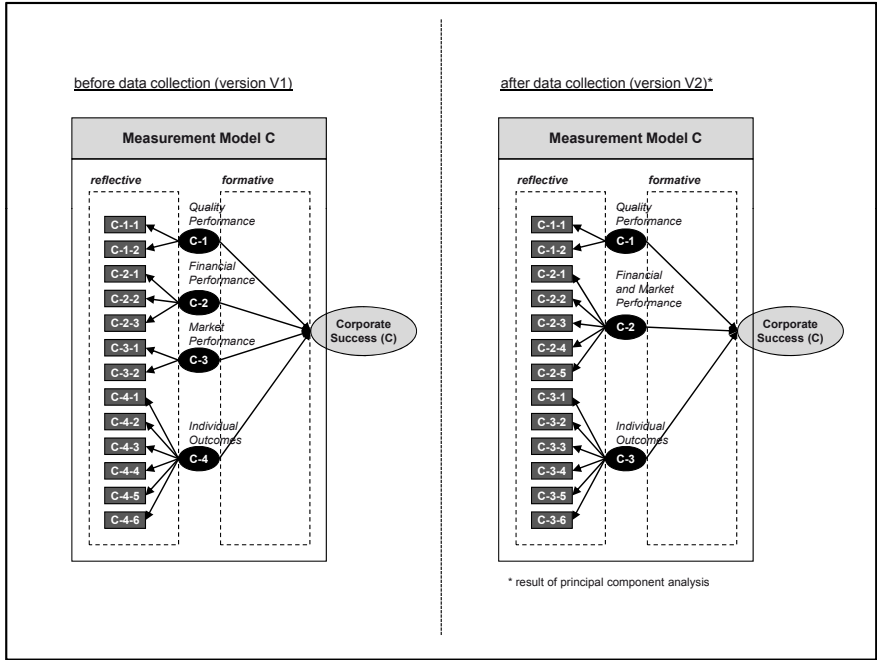 before data collection (version V1)
Measurement Model C
reflective
formative
Quality
Performance
C-1-1
C-1-2
C-1
Financial
Performance
C-2-1
C-2-2
C-2-3
C-2
Market
Performance
C-3-1
C-3-2
C-3
C-4-1
C-4-2
C-4-3
C-4-4
C-4-5
C-4-6
Individual
Outcomes
C-4
Corporate
Success (C)
after data collection (version V2)*
Measurement Model C
reflective
formative
Quality
Performance
C-1-1
C-1-2
C-1
Financial
and Market
Performance
C-2-1
C-2-2
C-2-3
C-2-4
C-2-5
C-2
C-3-1
C-3-2
C-3-3
C-3-4
C-3-5
C-3-6
Individual
Outcomes
C-3
Corporate
Success (C)
* result of principal component analysis